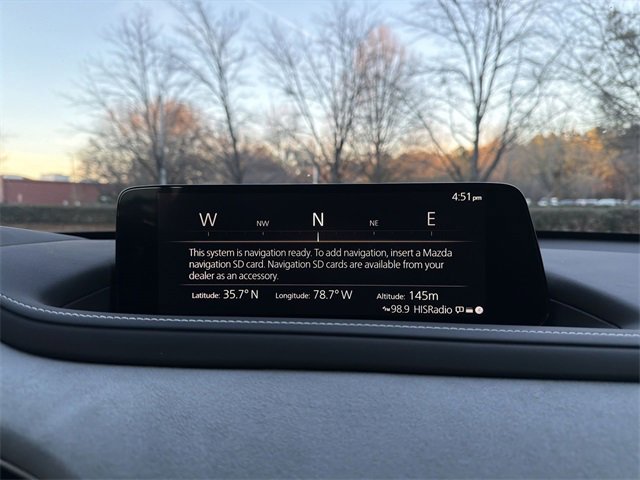 4:51pm
W NW N NE E
This system is navigation ready. To add navigation, insert a Mazda
navigation SD card. Navigation SD cards are available from your
dealer as an accessory.
Latitude: 35.7° N Longitude: 78.7° W Altitude: 145m
FM 98.9 HISRadio